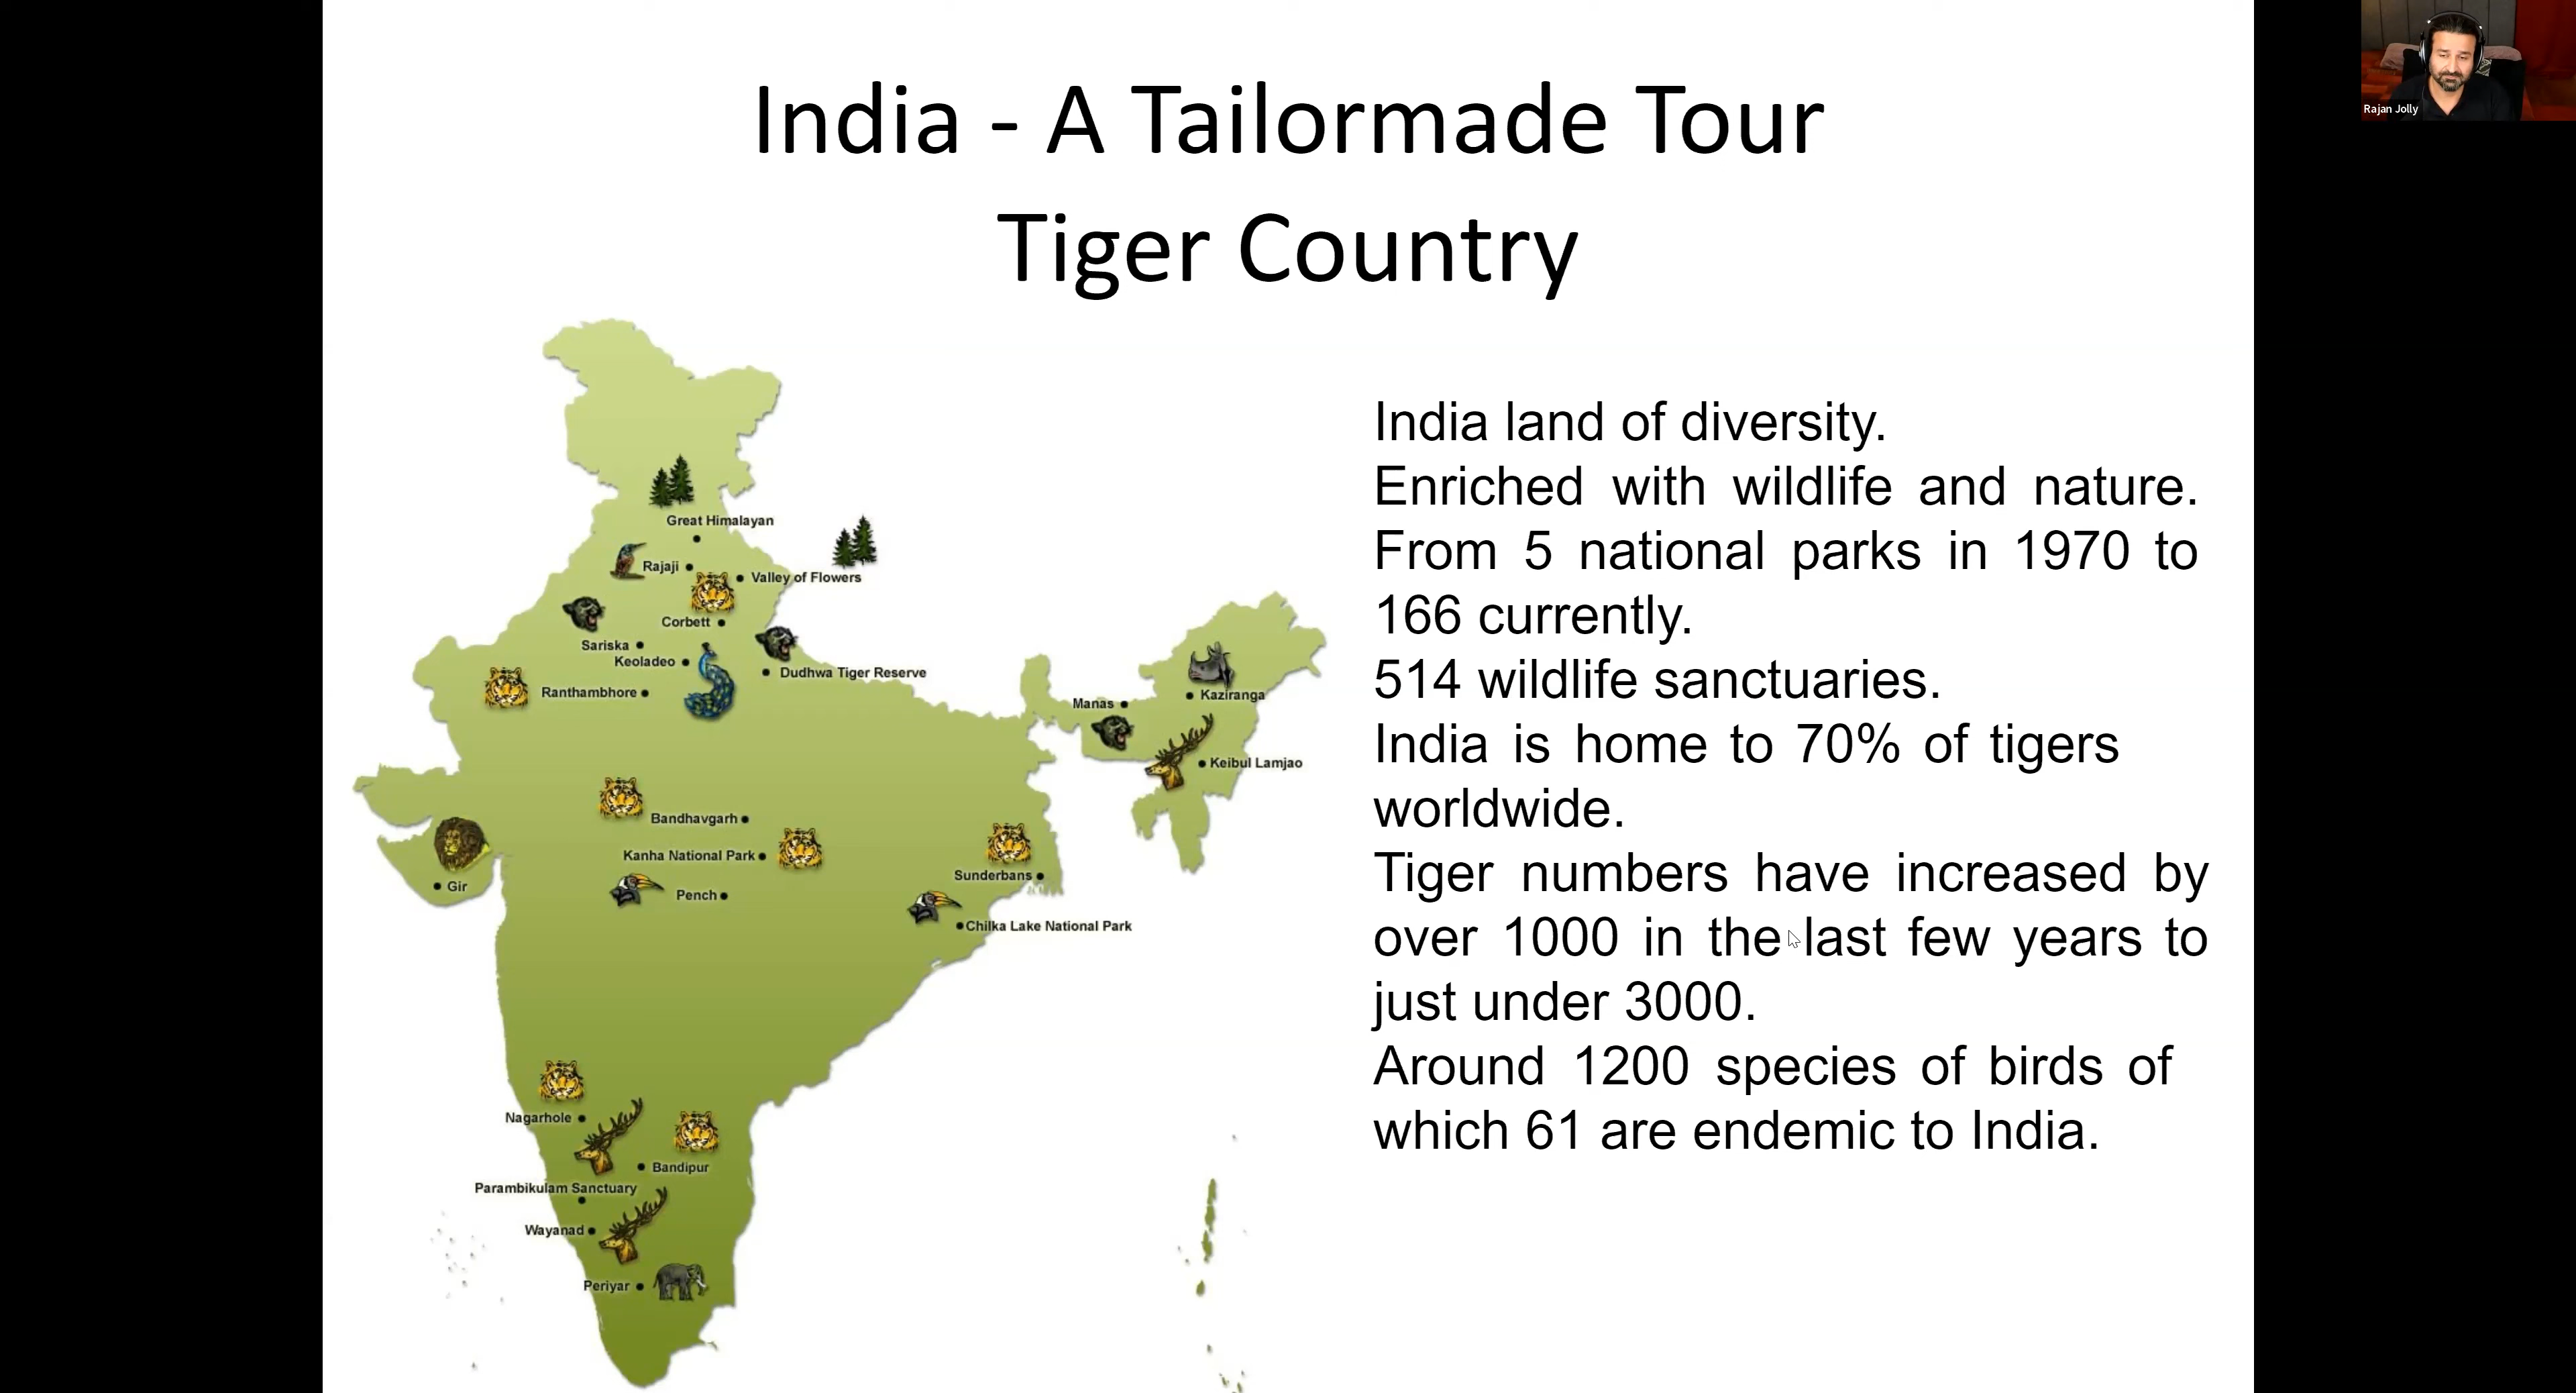 India - A Tailormade Tour
Tiger Country
Rajan Jolly
Great Himalayan
Rajaji
Valley of Flowers
Corbett
Sariska
Keoladeo
Dudhwa Tiger Reserve
Ranthambhore
Manas
Kaziranga
Keibul Lamjao
Bandhavgarh
Kanha National Park
Sunderbans
Gir
Pench
Chilka Lake National Park
Nagarhole
Bandipur
Parambikulam Sanctuary
Wayanad
Periyar
India land of diversity.
Enriched with wildlife and nature.
From 5 national parks in 1970 to
166 currently.
514 wildlife sanctuaries.
India is home to 70% of tigers
worldwide.
Tiger numbers have increased by
over 1000 in the last few years to
just under 3000.
Around 1200 species of birds of
which 61 are endemic to India.